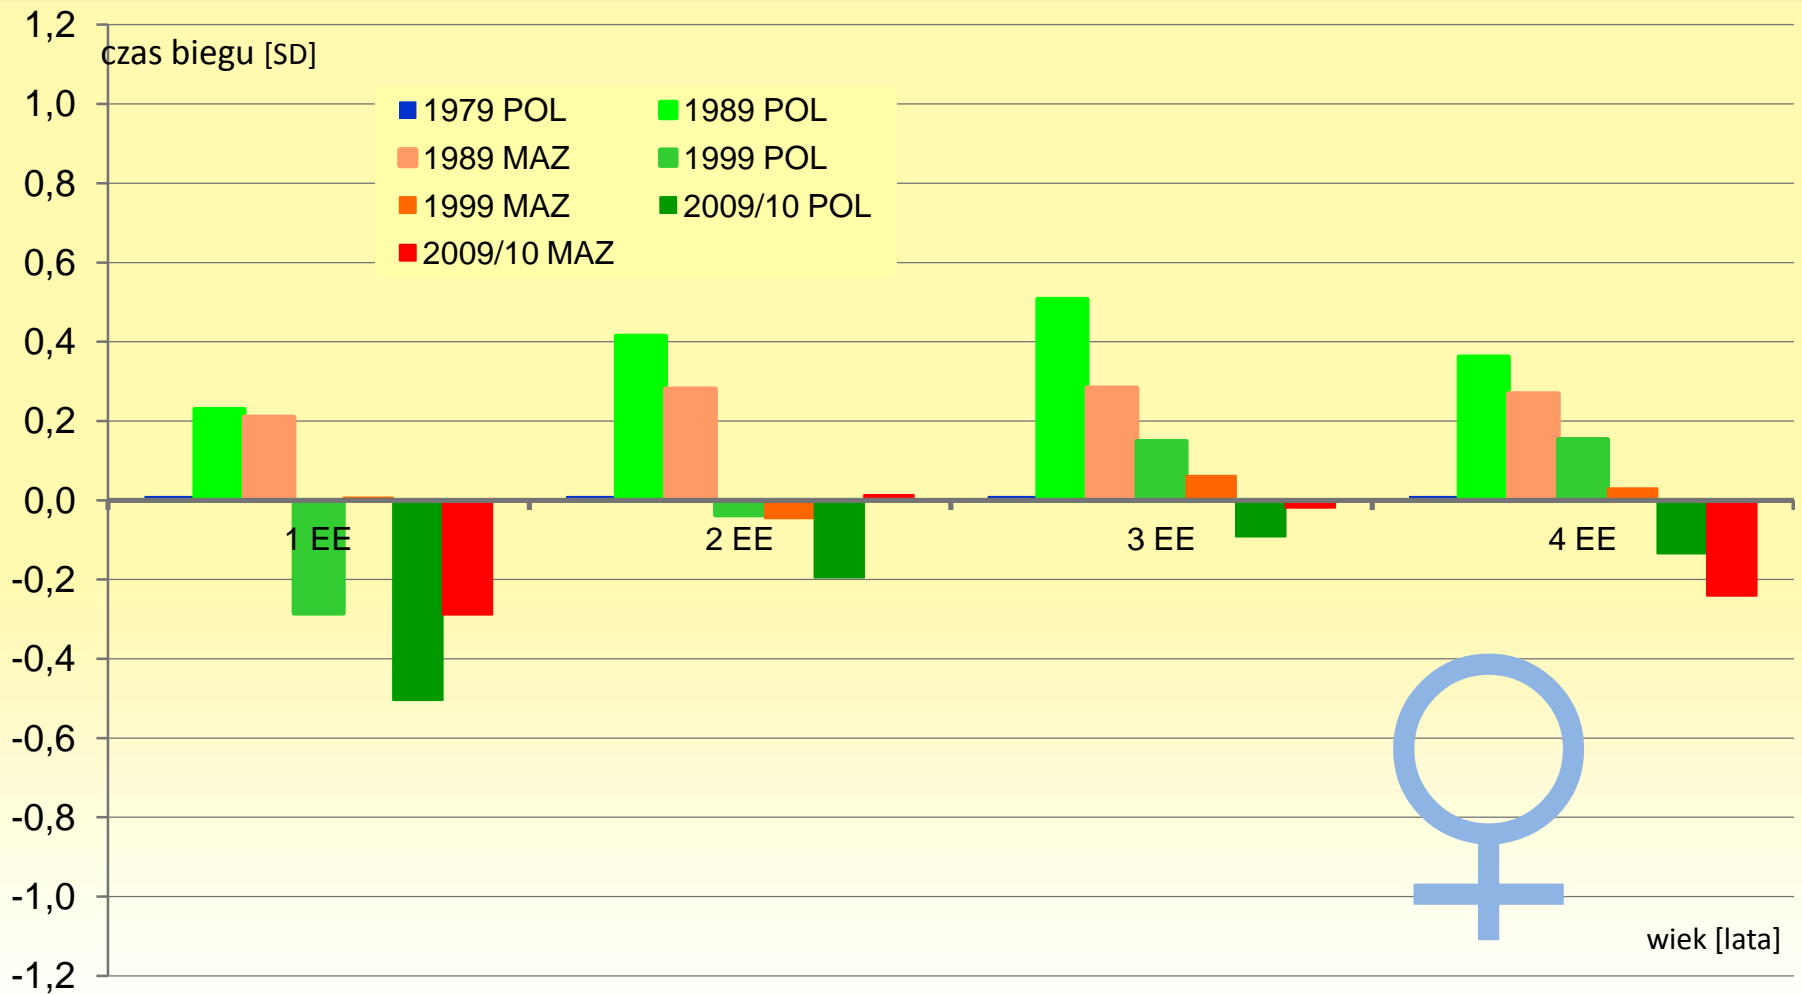 czas biegu [SD]
1,2
1,0
0,8
0,6
0,4
0,2
0,0
-0,2
-0,4
-0,6
-0,8
-1,0
-1,2
1979 POL
1989 POL
1989 MAZ
1999 POL
1999 MAZ
2009/10 POL
2009/10 MAZ
1 EE
2 EE
3 EE
4 EE
wiek [lata]